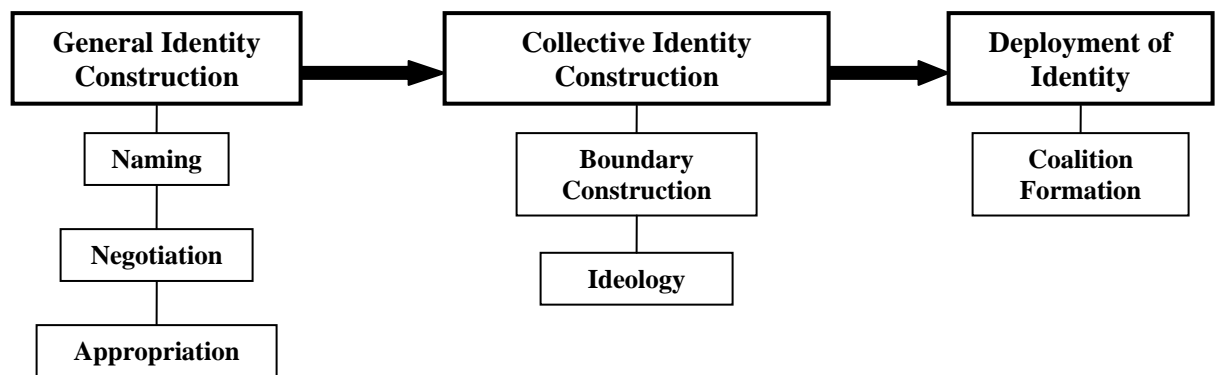 General Identity
Construction
Collective Identity
Construction
Deployment of
Identity
Naming
Negotiation
Appropriation
Boundary
Construction
Ideology
Coalition
Formation